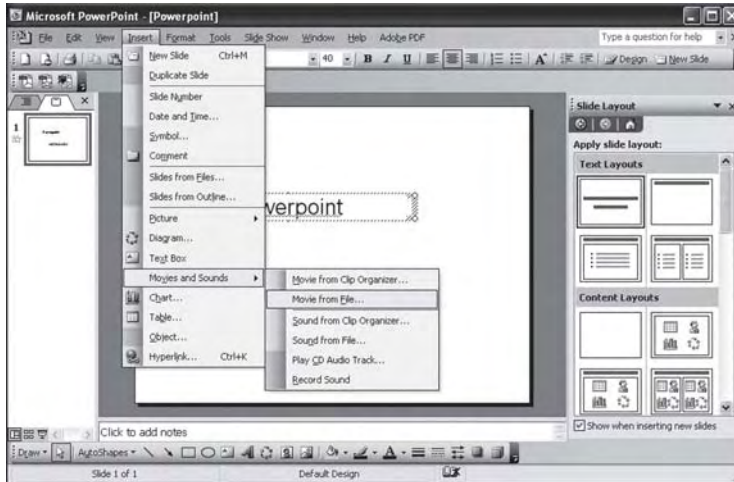 Microsoft PowerPoint - [Powerpoint]
File Edit View Insert Format Tools Slide Show Window Help Adobe PDF
Type a question for help
40 B I U
Design New Slide
New Slide Ctrl+M
Duplicate Slide
Slide Number
Date and Time...
Symbol...
Comment
Slides from Files...
Slides from Outline...
Picture
Diagram...
Text Box
Movies and Sounds
Chart...
Table...
Object...
Hyperlink... Ctrl+K
Movie from Clip Organizer...
Movie from File...
Sound from Clip Organizer...
Sound from File...
Play CD Audio Track...
Record Sound
1
werpoint
Slide Layout
Apply slide layout:
Text Layouts
Content Layouts
Show when inserting new slides
Click to add notes
Draw AutoShapes
Slide 1 of 1 Default Design